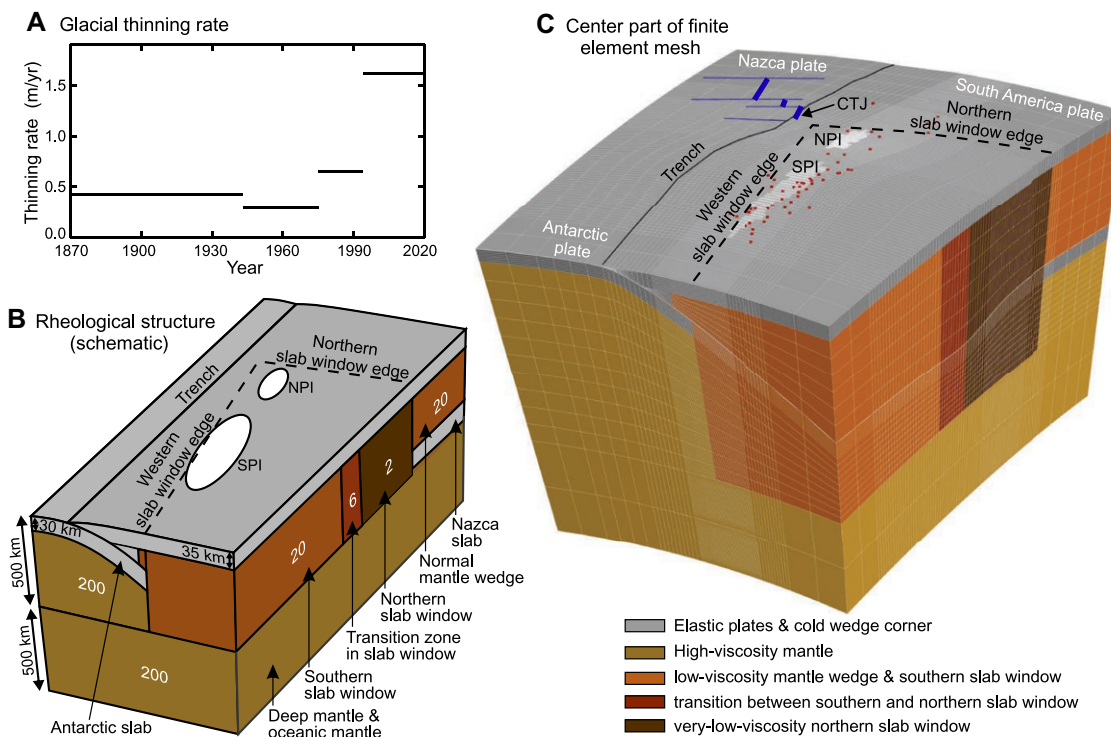 A Glacial thinning rate
Thinning rate (m/yr)
1.5
1.0
0.5
0.0
1870 1900 1930 1960 1990 2020
Year
B Rheological structure
(schematic)
Trench
Northern
slab window edge
NPI
Western
slab window edge
SPI
20
2
6
20
30 km
35 km
500 km
200
500 km
200
Nazca
slab
Normal
mantle wedge
Northern
slab window
Transition zone
in slab window
Southern
slab window
Deep mantle &
oceanic mantle
Antarctic slab
C Center part of finite
element mesh
Nazca plate
South America plate
CTJ
Northern
slab window edge
NPI
SPI
Trench
Western
slab window edge
Antarctic
plate
Elastic plates & cold wedge corner
High-viscosity mantle
low-viscosity mantle wedge & southern slab window
transition between southern and northern slab window
very-low-viscosity northern slab window